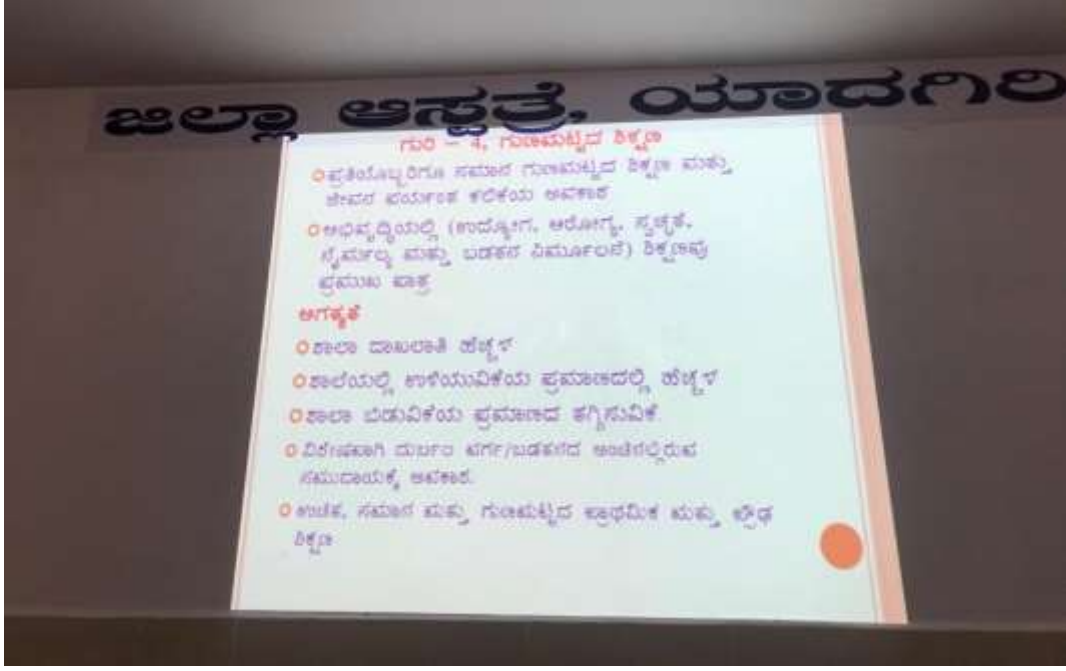 ಜಿಲ್ಲಾ ಆಸ್ಪತ್ರೆ, ಯಾದಗಿರಿ
ಗುರಿ – 4, ಗುಣಮಟ್ಟದ ಶಿಕ್ಷಣ
ಪ್ರತಿಯೊಬ್ಬರಿಗೂ ಸಮಾನ ಗುಣಮಟ್ಟದ ಶಿಕ್ಷಣ ಮತ್ತು
ಜೀವನ ಪರ್ಯಂತ ಕಲಿಕೆಯ ಅವಕಾಶ
ಅಭಿವೃದ್ಧಿಯಲ್ಲಿ (ಉದ್ಯೋಗ, ಆರೋಗ್ಯ, ಸ್ವಚ್ಛತೆ,
ನೈರ್ಮಲ್ಯ ಮತ್ತು ಬಡತನ ನಿರ್ಮೂಲನೆ) ಶಿಕ್ಷಣವು
ಪ್ರಮುಖ ಪಾತ್ರ
ಅಗತ್ಯತೆ
ಶಾಲಾ ದಾಖಲಾತಿ ಹೆಚ್ಚಳ
ಶಾಲೆಯಲ್ಲಿ ಉಳಿಯುವಿಕೆಯ ಪ್ರಮಾಣದಲ್ಲಿ ಹೆಚ್ಚಳ
ಶಾಲಾ ಬಿಡುವಿಕೆಯ ಪ್ರಮಾಣದ ತಗ್ಗಿಸುವಿಕೆ.
ವಿಶೇಷವಾಗಿ ದುರ್ಬಲ ವರ್ಗ/ಬಡತನದ ಅಂಚಿನಲ್ಲಿರುವ
ಸಮುದಾಯಕ್ಕೆ ಅವಕಾಶ.
ಉಚಿತ, ಸಮಾನ ಮತ್ತು ಗುಣಮಟ್ಟದ ಪ್ರಾಥಮಿಕ ಮತ್ತು ಪ್ರೌಢ
ಶಿಕ್ಷಣ